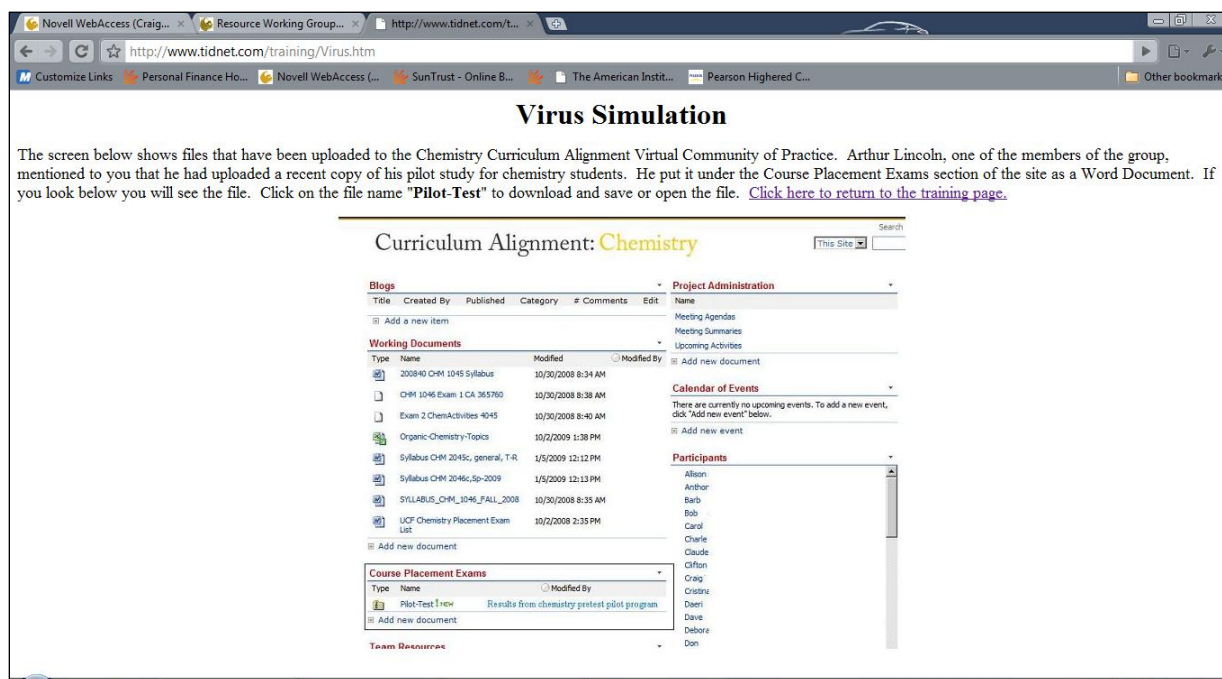 Novell WebAccess (Craig...
Resource Working Group...
http://www.tidnet.com/t...
http://www.tidnet.com/training/Virus.htm
Customize Links
Personal Finance Ho...
Novell WebAccess (...
SunTrust - Online B...
The American Instit...
Pearson Highered C...
Other bookmark
Virus Simulation
The screen below shows files that have been uploaded to the Chemistry Curriculum Alignment Virtual Community of Practice. Arthur Lincoln, one of the members of the group,
mentioned to you that he had uploaded a recent copy of his pilot study for chemistry students. He put it under the Course Placement Exams section of the site as a Word Document. If
you look below you will see the file. Click on the file name "Pilot-Test" to download and save or open the file. Click here to return to the training page.
Search
Curriculum Alignment: Chemistry
This Site
Blogs
Title Created By Published Category # Comments Edit
Add a new item
Working Documents
Type Name Modified Modified By
200840 CHM 1045 Syllabus 10/30/2008 8:34 AM
CHM 1046 Exam 1 CA 365760 10/30/2008 8:38 AM
Exam 2 ChemActivities 4045 10/30/2008 8:40 AM
Organic-Chemistry-Topics 10/2/2009 1:38 PM
Syllabus CHM 2045c, general, T-R 1/5/2009 12:12 PM
Syllabus CHM 2046c,Sp-2009 1/5/2009 12:13 PM
SYLLABUS_CHM_1046_FALL_2008 10/30/2008 8:35 AM
UCF Chemistry Placement Exam 10/2/2008 2:35 PM
List
Add new document
Course Placement Exams
Type Name Modified By
Pilot-Test ! NEW Results from chemistry pretest pilot program
Add new document
Team Resources
Project Administration
Name
Meeting Agendas
Meeting Summaries
Upcoming Activities
Add new document
Calendar of Events
There are currently no upcoming events. To add a new event,
click "Add new event" below.
Add new event
Participants
Allison
Anthor
Barb
Bob
Carol
Charle
Claude
Clifton
Craig
Cristina
Daeri
Dave
Debora
Don